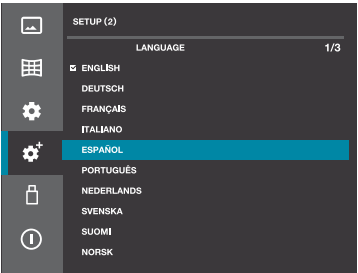 SETUP (2)
LANGUAGE 1/3
ENGLISH
DEUTSCH
FRANÇAIS
ITALIANO
ESPAÑOL
PORTUGUÊS
NEDERLANDS
SVENSKA
SUOMI
NORSK